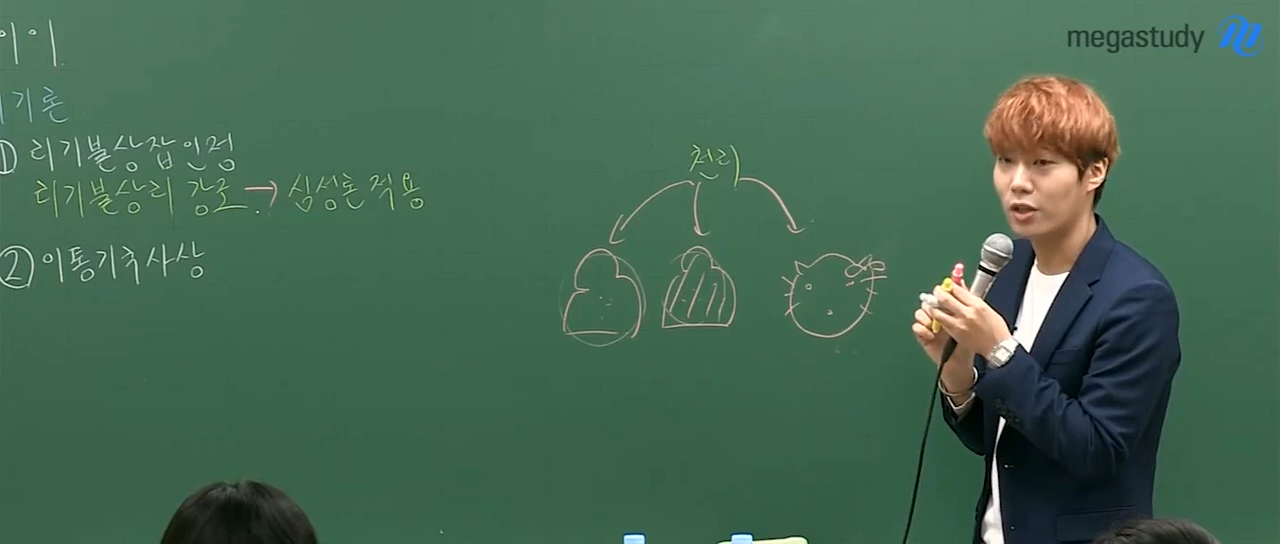 megastudy
이이
기론
① 리기불상잡 인정
리기불상리 강조 → 심성론 적용
② 이통기국 사상
천리